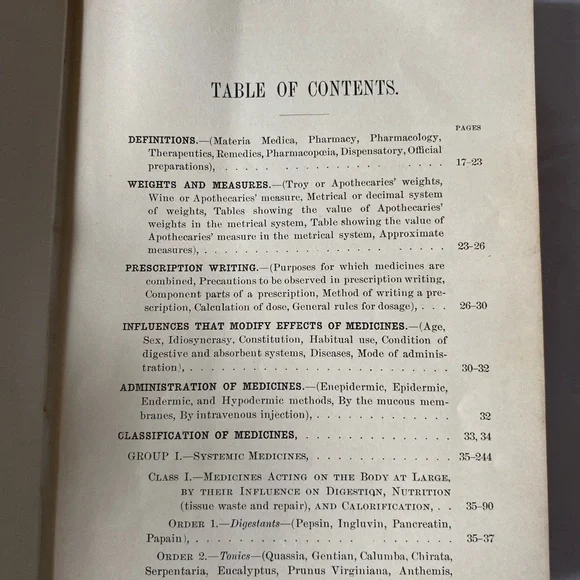 TABLE OF CONTENTS.
PAGES
DEFINITIONS.—(Materia Medica, Pharmacy, Pharmacology,
Therapeutics, Remedies, Pharmacopœia, Dispensatory, Official
preparations), . . . . . . . . . . . . . . . . . . 17–23
WEIGHTS AND MEASURES.—(Troy or Apothecaries' weights,
Wine or Apothecaries' measure, Metrical or decimal system
of weights, Tables showing the value of Apothecaries'
weights in the metrical system, Table showing the value of
Apothecaries' measure in the metrical system, Approximate
measures), . . . . . . . . . . . . . . . . . . 23–26
PRESCRIPTION WRITING.—(Purposes for which medicines are
combined, Precautions to be observed in prescription writing,
Component parts of a prescription, Method of writing a pre-
scription, Calculation of dose, General rules for dosage), . . . 26–30
INFLUENCES THAT MODIFY EFFECTS OF MEDICINES.—(Age,
Sex, Idiosyncrasy, Constitution, Habitual use, Condition of
digestive and absorbent systems, Diseases, Mode of adminis-
tration), . . . . . . . . . . . . . . . . . . 30–32
ADMINISTRATION OF MEDICINES.—(Enepidermic, Epidermic,
Endermic, and Hypodermic methods, By the mucous mem-
branes, By intravenous injection), . . . . . . . . . . . 32
CLASSIFICATION OF MEDICINES, . . . . . . . . . . . . 33, 34
GROUP I.—SYSTEMIC MEDICINES, . . . . . . . . . . . 35–244
CLASS I.—MEDICINES ACTING ON THE BODY AT LARGE,
BY THEIR INFLUENCE ON DIGESTION, NUTRITION
(tissue waste and repair), AND CALORIFICATION, . . 35–90
ORDER 1.—Digestants—(Pepsin, Ingluvin, Pancreatin,
Papain), . . . . . . . . . . . . . . . . . . 35–37
ORDER 2.—Tonics—(Quassia, Gentian, Calumba, Chirata,
Serpentaria, Eucalyptus, Prunus Virginiana, Anthemis,